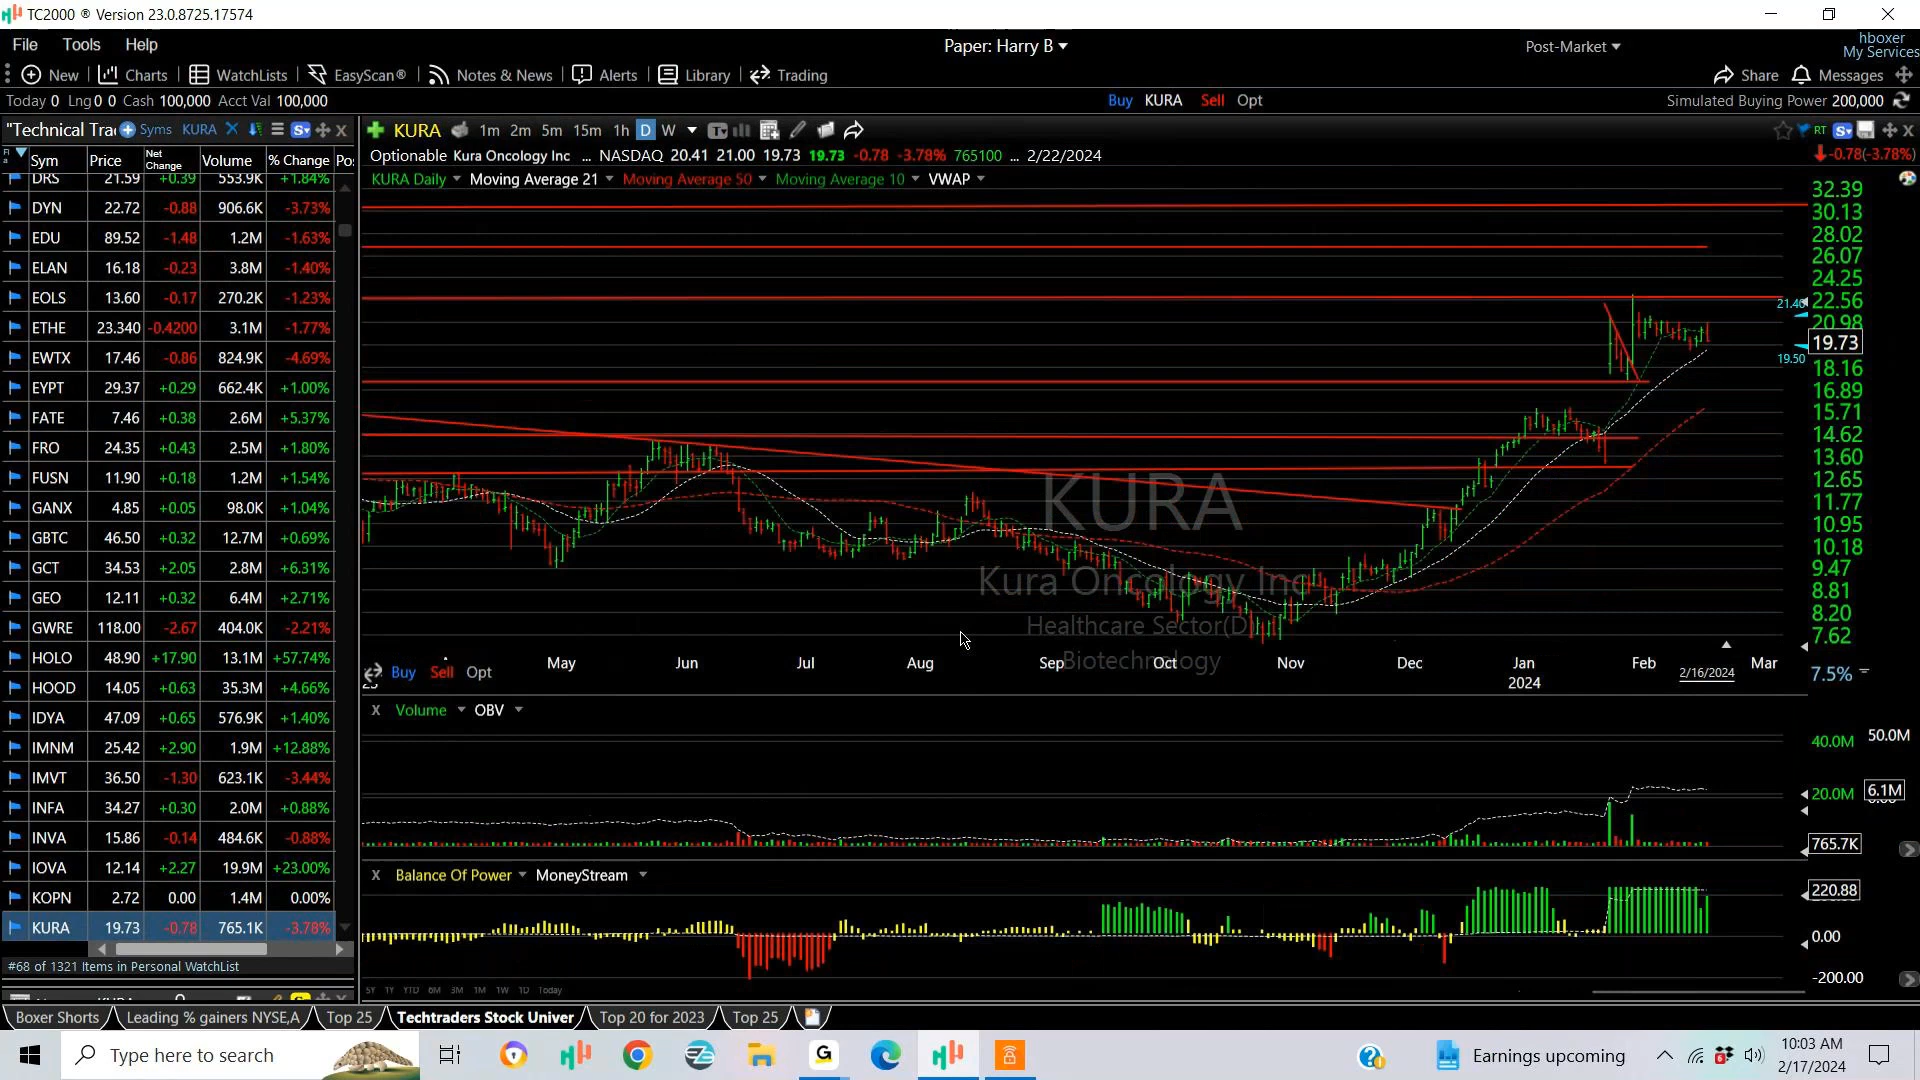 TC2000 ® Version 23.0.8725.17574
File Tools Help Paper: Harry B Post-Market hboxer
My Services
New Charts WatchLists EasyScan® Notes & News Alerts Library Trading Share Messages
Today 0 Lng 0 0 Cash 100,000 Acct Val 100,000 Buy KURA Sell Opt Simulated Buying Power 200,000
"Technical Tra Syms KURA
KURA 1m 2m 5m 15m 1h D W RT
Sym Price Net Change Volume % Change Po:
Optionable Kura Oncology Inc ... NASDAQ 20.41 21.00 19.73 19.73 -0.78 -3.78% 765100 ... 2/22/2024 -0.78(-3.78%)
KURA Daily Moving Average 21 Moving Average 50 Moving Average 10 VWAP
DRS 21.59 +0.39 553.9K +1.84%
DYN 22.72 -0.88 906.6K -3.73%
EDU 89.52 -1.48 1.2M -1.63%
ELAN 16.18 -0.23 3.8M -1.40%
EOLS 13.60 -0.17 270.2K -1.23%
ETHE 23.340 -0.4200 3.1M -1.77%
EWTX 17.46 -0.86 824.9K -4.69%
EYPT 29.37 +0.29 662.4K +1.00%
FATE 7.46 +0.38 2.6M +5.37%
FRO 24.35 +0.43 2.5M +1.80%
FUSN 11.90 +0.18 1.2M +1.54%
GANX 4.85 +0.05 98.0K +1.04%
GBTC 46.50 +0.32 12.7M +0.69%
GCT 34.53 +2.05 2.8M +6.31%
GEO 12.11 +0.32 6.4M +2.71%
GWRE 118.00 -2.67 404.0K -2.21%
HOLO 48.90 +17.90 13.1M +57.74%
HOOD 14.05 +0.63 35.3M +4.66%
IDYA 47.09 +0.65 576.9K +1.40%
IMNM 25.42 +2.90 1.9M +12.88%
IMVT 36.50 -1.30 623.1K -3.44%
INFA 34.27 +0.30 2.0M +0.88%
INVA 15.86 -0.14 484.6K -0.88%
IOVA 12.14 +2.27 19.9M +23.00%
KOPN 2.72 0.00 1.4M 0.00%
KURA 19.73 -0.78 765.1K -3.78%
#68 of 1321 Items in Personal WatchList
32.39
30.13
28.02
26.07
24.25
22.56
21.40
20.98
19.73
19.50
18.16
16.89
15.71
14.62
13.60
12.65
11.77
10.95
10.18
9.47
8.81
8.20
7.62
7.5%
KURA
Kura Oncology Inc
Healthcare Sector(D)
Biotechnology
May Jun Jul Aug Sep Oct Nov Dec Jan Feb Mar
2024 2/16/2024
Buy Sell Opt
X Volume OBV
50.0M
40.0M
20.0M 6.1M
765.7K
X Balance Of Power MoneyStream
220.88
0.00
-200.00
5Y 1Y YTD 6M 3M 1M 1W 1D Today
Boxer Shorts Leading % gainers NYSE,A Top 25 Techtraders Stock Univer Top 20 for 2023 Top 25
Type here to search Earnings upcoming 10:03 AM
2/17/2024